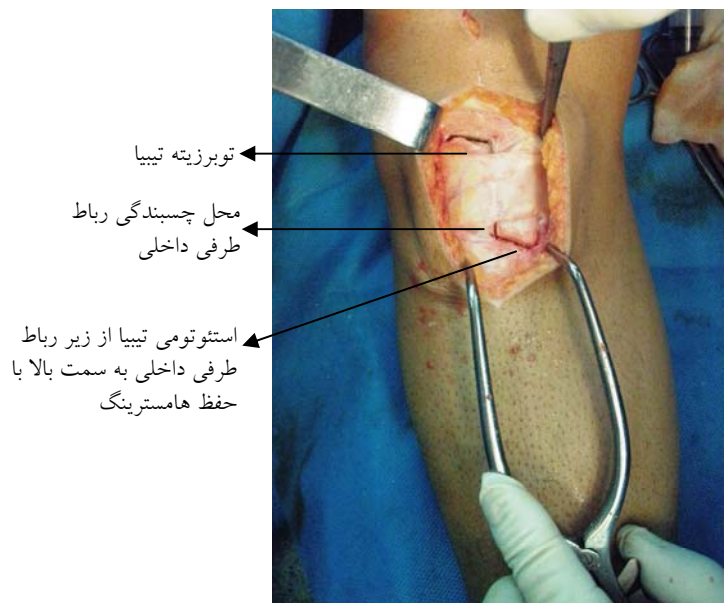 توبرزیته تیبیا
محل چسبندگی رباط
طرفی داخلی
استئوتومی تیبیا از زیر رباط
طرفی داخلی به سمت بالا با
حفظ هامسترینگ